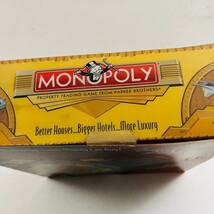 MONOPOLY
PROPERTY TRADING GAME FROM PARKER BROTHERS®
Better Houses...Bigger Hotels...More Luxury